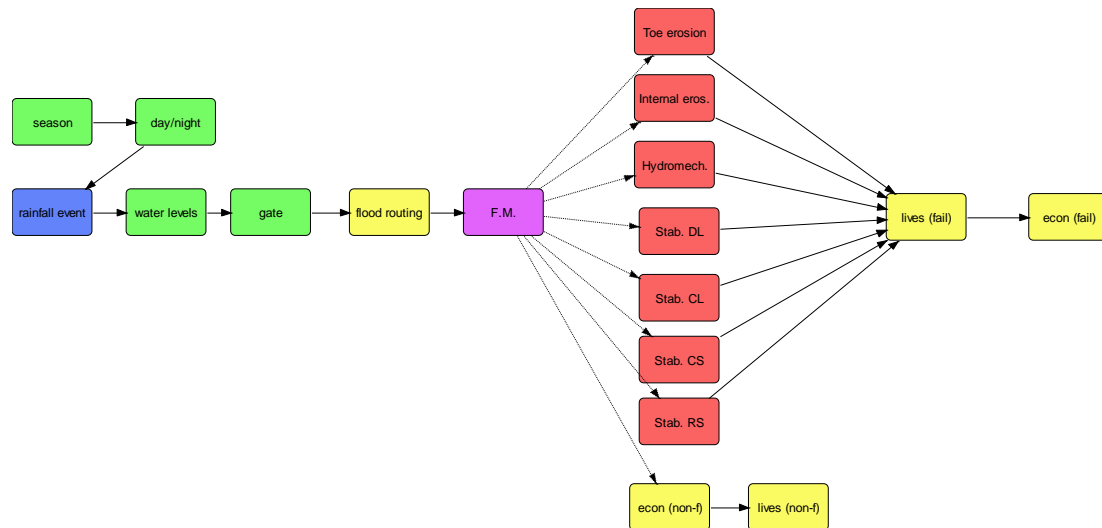 Toe erosion
Internal eros.
season
day/night
Hydromech.
rainfall event
water levels
gate
flood routing
F.M.
lives (fail)
econ (fail)
Stab. DL
Stab. CL
Stab. CS
Stab. RS
econ (non-f)
lives (non-f)